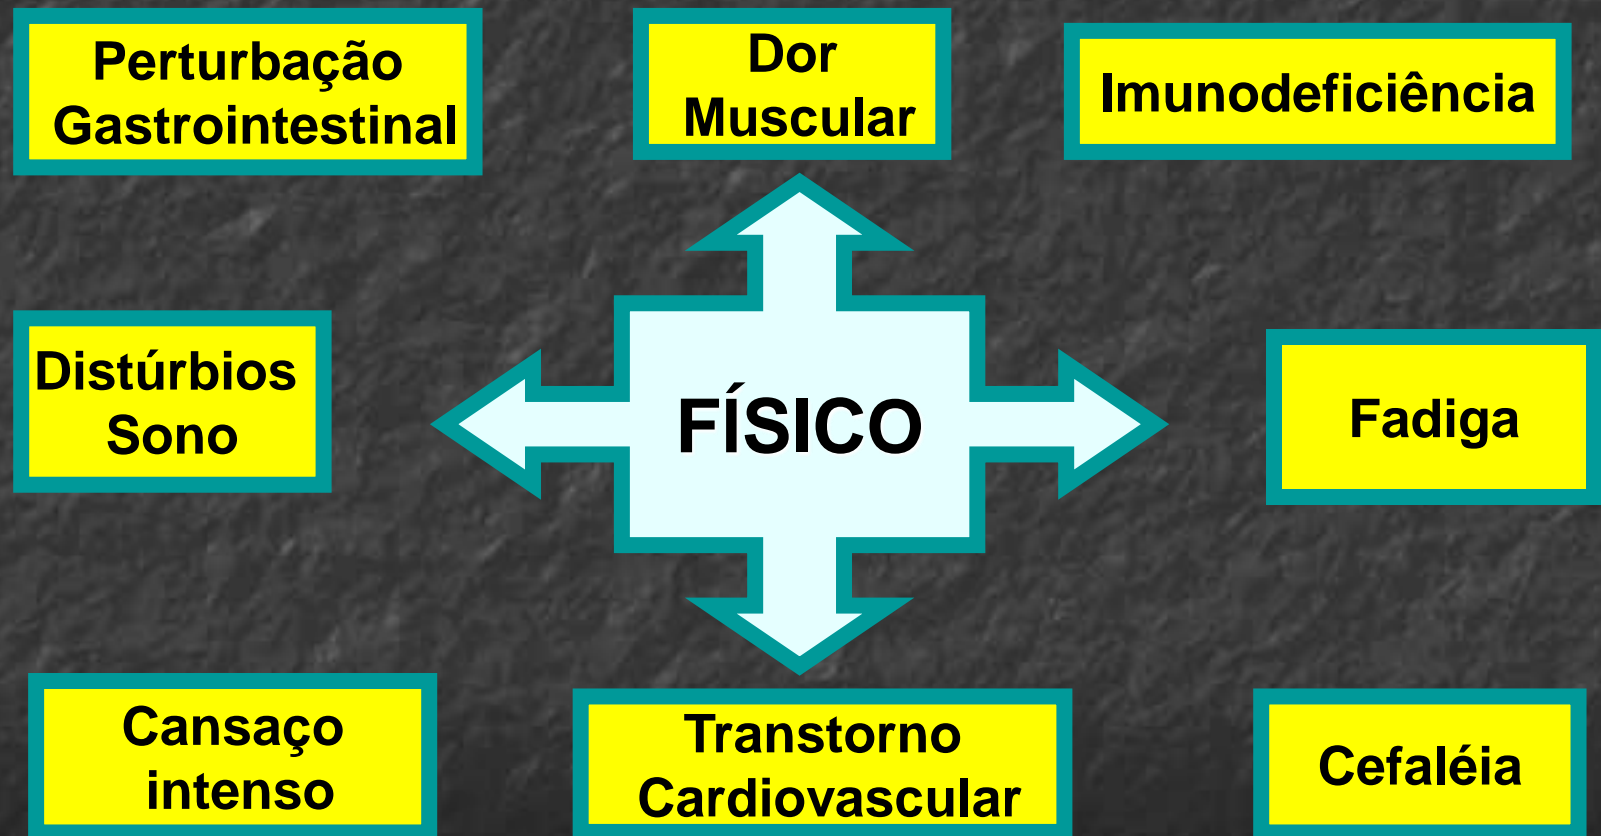 Perturbação
Gastrointestinal
Dor
Muscular
Imunodeficiência
Distúrbios
Sono
FÍSICO
Fadiga
Cansaço
intenso
Transtorno
Cardiovascular
Cefaléia